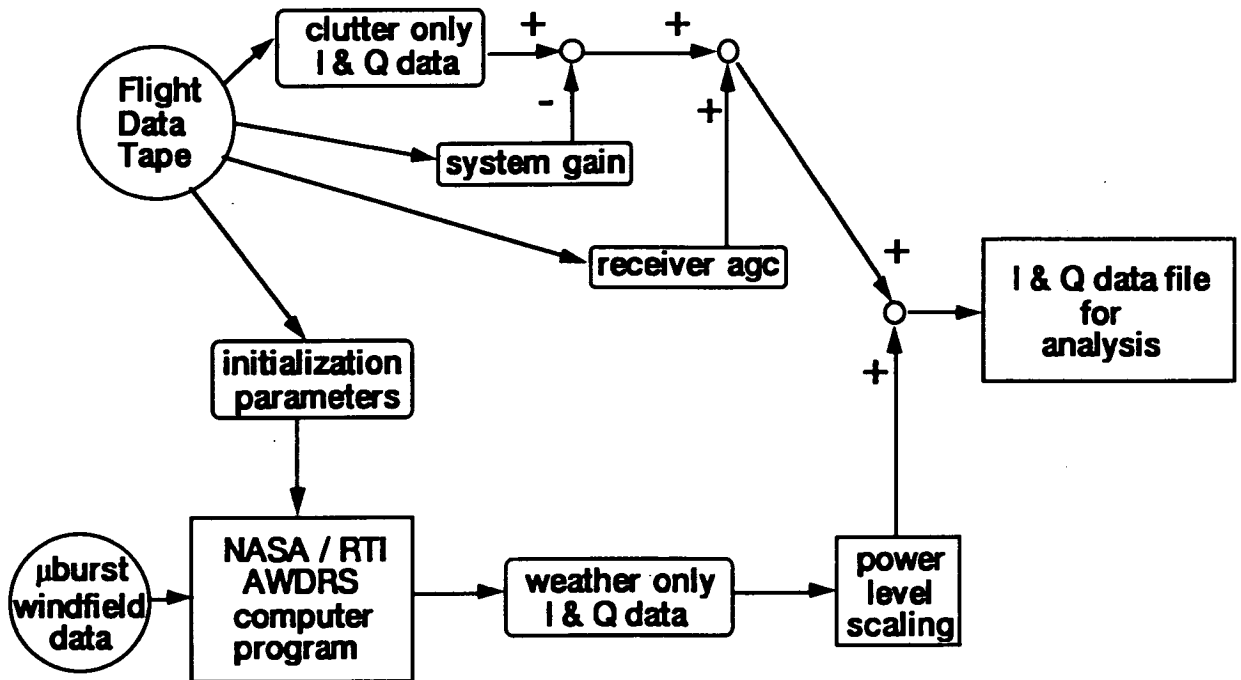 clutter only
I & Q data
+
+
Flight
Data
Tape
-
+
system gain
receiver agc
+
I & Q data file
for
analysis
initialization
parameters
+
NASA / RTI
AWDRS
computer
program
µburst
windfield
data
weather only
I & Q data
power
level
scaling